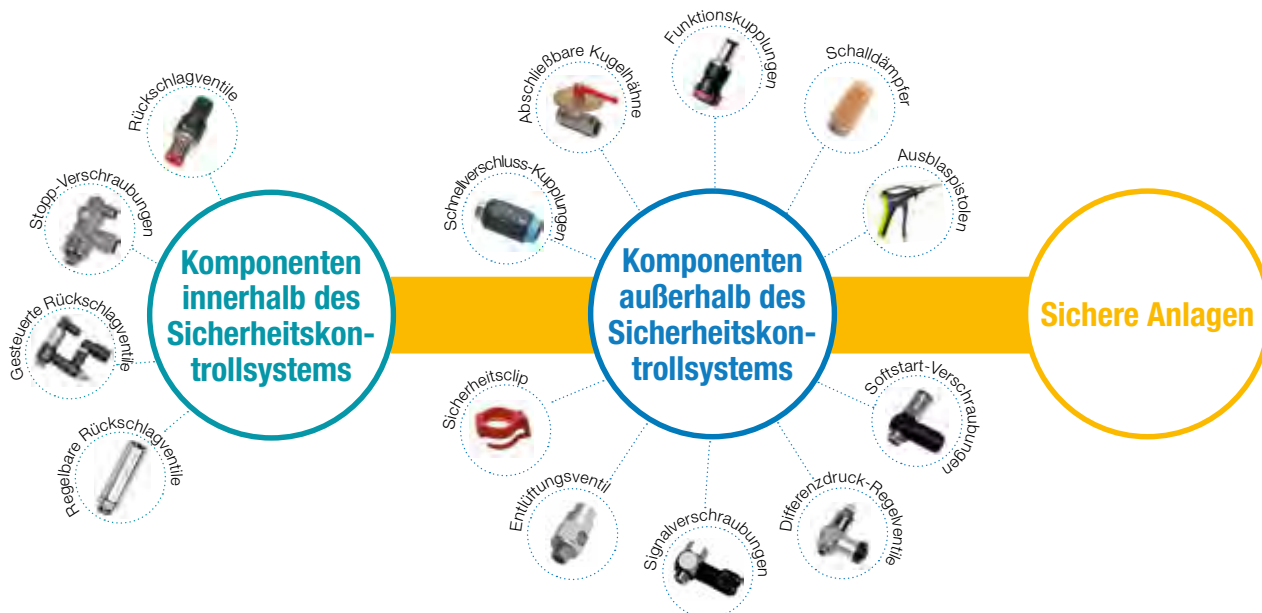 Rückschlagventile
Stopp-Verschraubungen
Gesteuerte Rückschlagventile
Regelbare Rückschlagventile
Komponenten
innerhalb des
Sicherheitskon-
trollsystems
Funktionskupplungen
Abschließbare Kugelhähne
Schalldämpfer
Schnellverschluss-Kupplungen
Ausblaspistolen
Komponenten
außerhalb des
Sicherheitskon-
trollsystems
Sicherheitsclip
Softstart-Verschraubungen
Entlüftungsventil
Signalverschraubungen
Differenzdruck-Regelventile
Sichere Anlagen